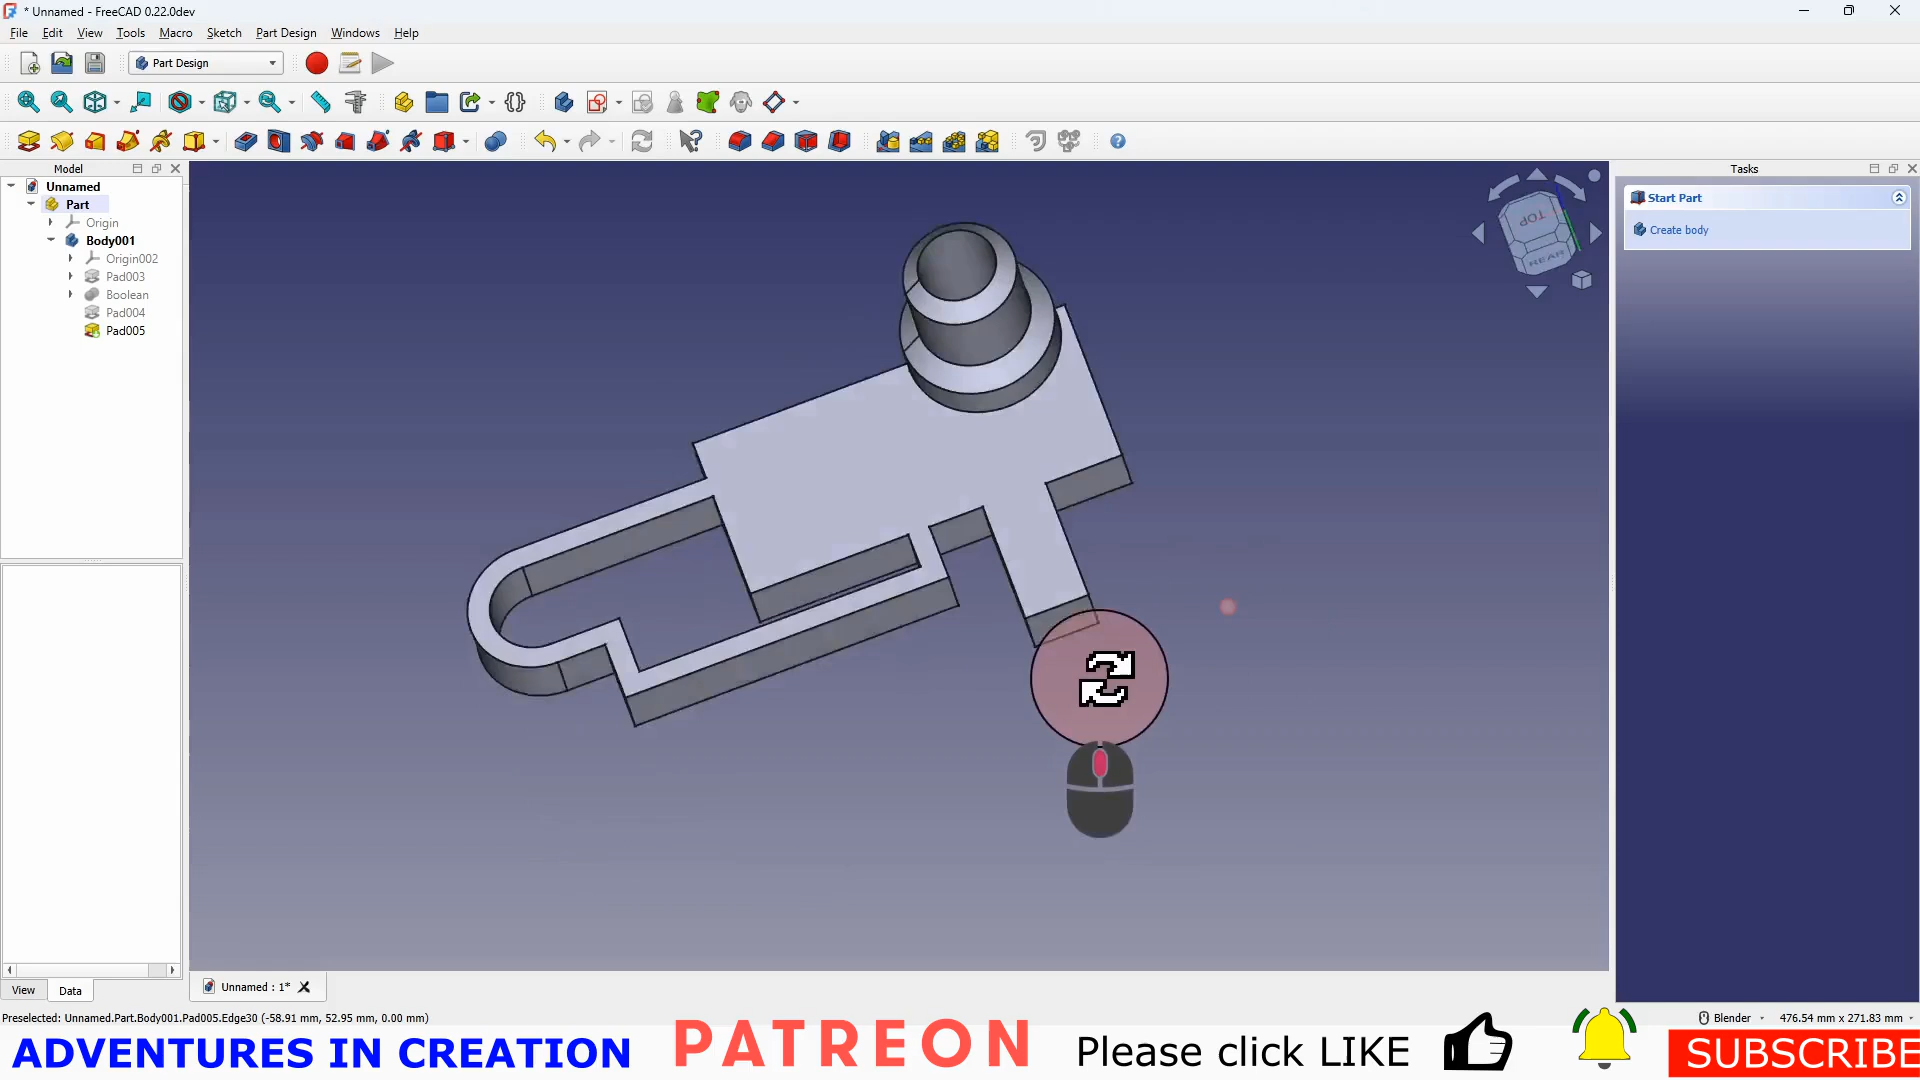 * Unnamed - FreeCAD 0.22.0dev
File Edit View Tools Macro Sketch Part Design Windows Help
Part Design
Model
Tasks
Unnamed
Part
Origin
Body001
Origin002
Pad003
Boolean
Pad004
Pad005
Start Part
Create body
TOP
REAR
View Data
Unnamed : 1*
Preselected: Unnamed.Part.Body001.Pad005.Edge30 (-58.91 mm, 52.95 mm, 0.00 mm)
Blender 476.54 mm x 271.83 mm
ADVENTURES IN CREATION PATREON Please click LIKE SUBSCRIBE